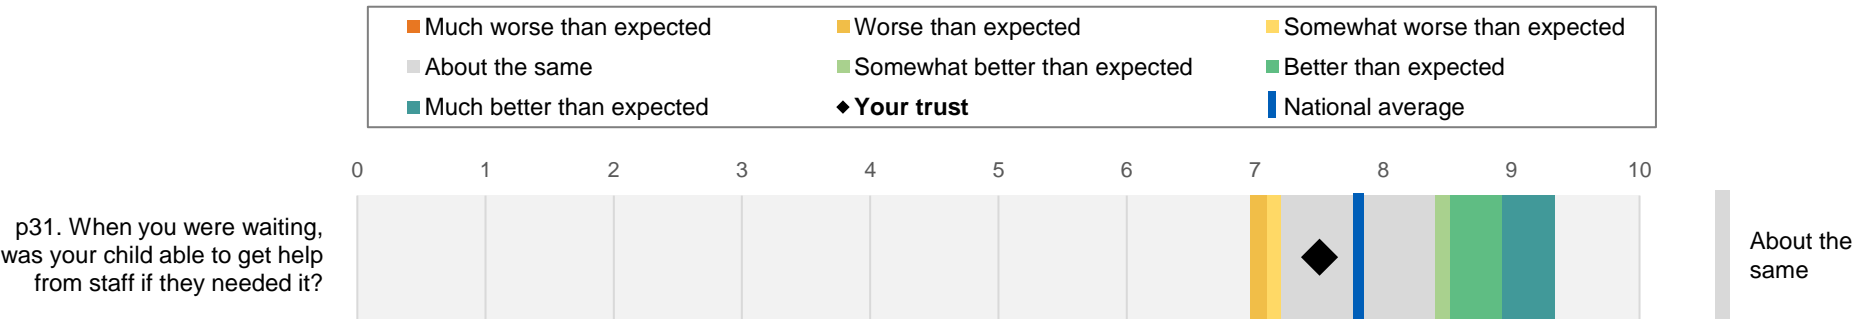 Much worse than expected
Worse than expected
Somewhat worse than expected
About the same
Somewhat better than expected
Better than expected
Much better than expected
Your trust
National average
0 1 2 3 4 5 6 7 8 9 10
p31. When you were waiting,
was your child able to get help
from staff if they needed it?
About the
same